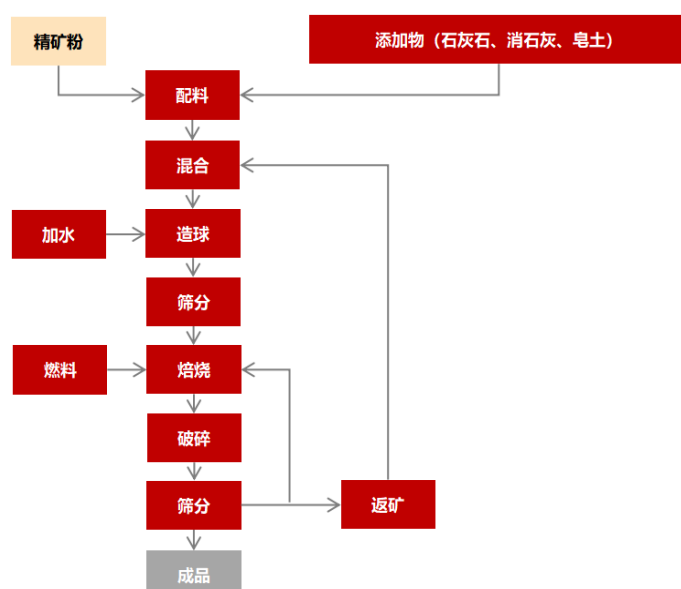 精矿粉
添加物（石灰石、消石灰、皂土）
配料
混合
加水
造球
筛分
燃料
焙烧
破碎
筛分
返矿
成品